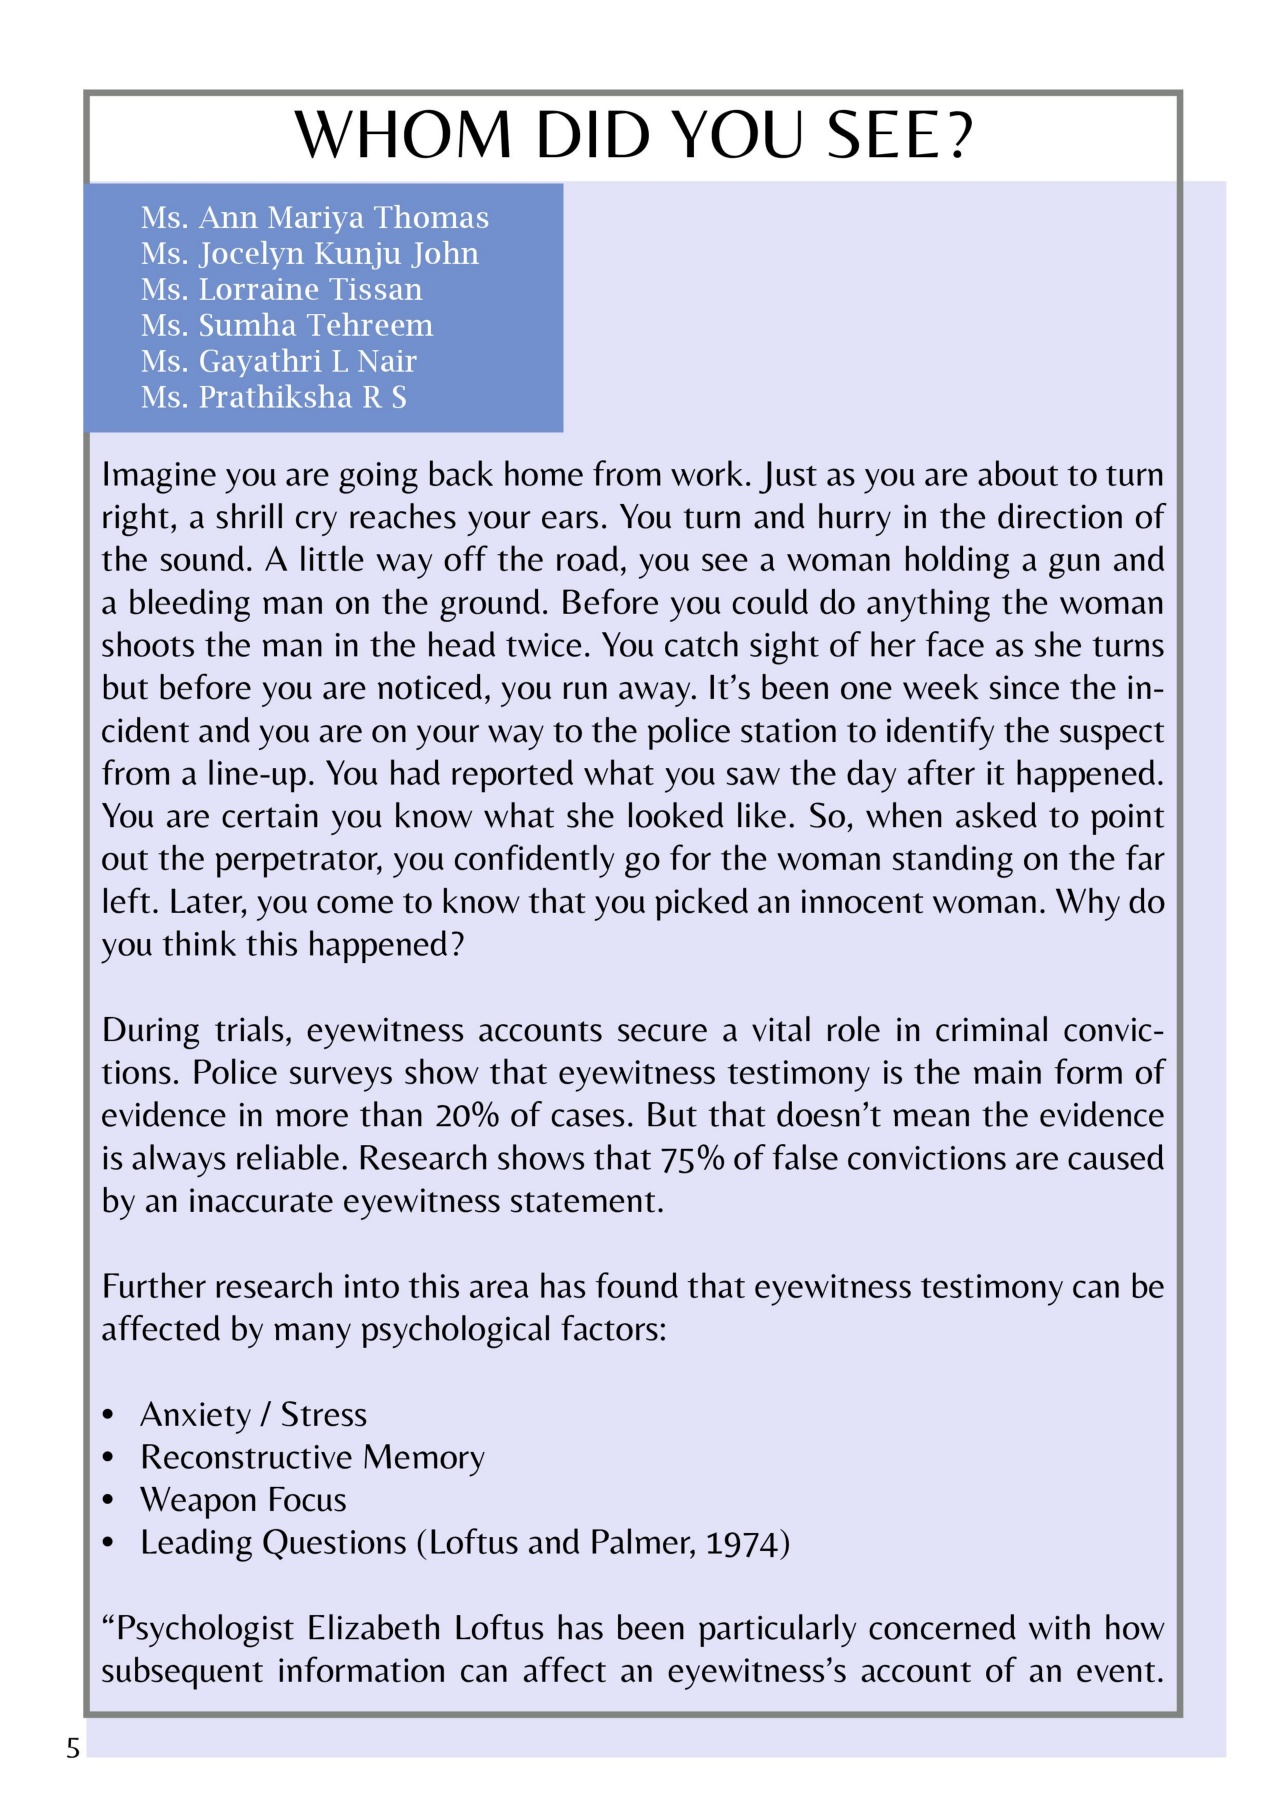 WHOM DID YOU SEE?
Ms. Ann Mariya Thomas
Ms. Jocelyn Kunju John
Ms. Lorraine Tissan
Ms. Sumha Tehreem
Ms. Gayathri L Nair
Ms. Prathiksha R S
Imagine you are going back home from work. Just as you are about to turn
right, a shrill cry reaches your ears. You turn and hurry in the direction of
the sound. A little way off the road, you see a woman holding a gun and
a bleeding man on the ground. Before you could do anything the woman
shoots the man in the head twice. You catch sight of her face as she turns
but before you are noticed, you run away. It’s been one week since the in-
cident and you are on your way to the police station to identify the suspect
from a line-up. You had reported what you saw the day after it happened.
You are certain you know what she looked like. So, when asked to point
out the perpetrator, you confidently go for the woman standing on the far
left. Later, you come to know that you picked an innocent woman. Why do
you think this happened?
During trials, eyewitness accounts secure a vital role in criminal convic-
tions. Police surveys show that eyewitness testimony is the main form of
evidence in more than 20% of cases. But that doesn’t mean the evidence
is always reliable. Research shows that 75% of false convictions are caused
by an inaccurate eyewitness statement.
Further research into this area has found that eyewitness testimony can be
affected by many psychological factors:
• Anxiety / Stress
• Reconstructive Memory
• Weapon Focus
• Leading Questions (Loftus and Palmer, 1974)
“Psychologist Elizabeth Loftus has been particularly concerned with how
subsequent information can affect an eyewitness’s account of an event.
5